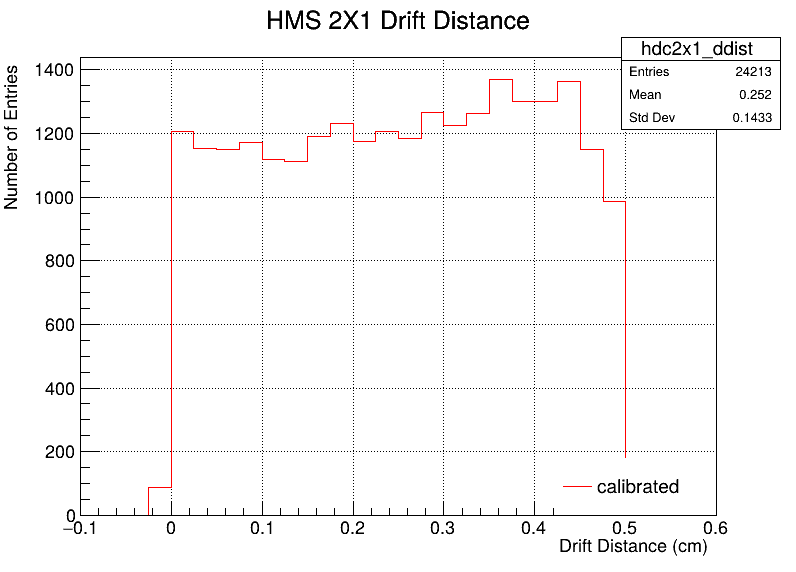 HMS 2X1 Drift Distance
hdc2x1_ddist
Entries 24213
Mean 0.252
Std Dev 0.1433
Number of Entries
1400
1200
1000
800
600
400
200
0
−0.1 0 0.1 0.2 0.3 0.4 0.5 0.6
calibrated
Drift Distance (cm)